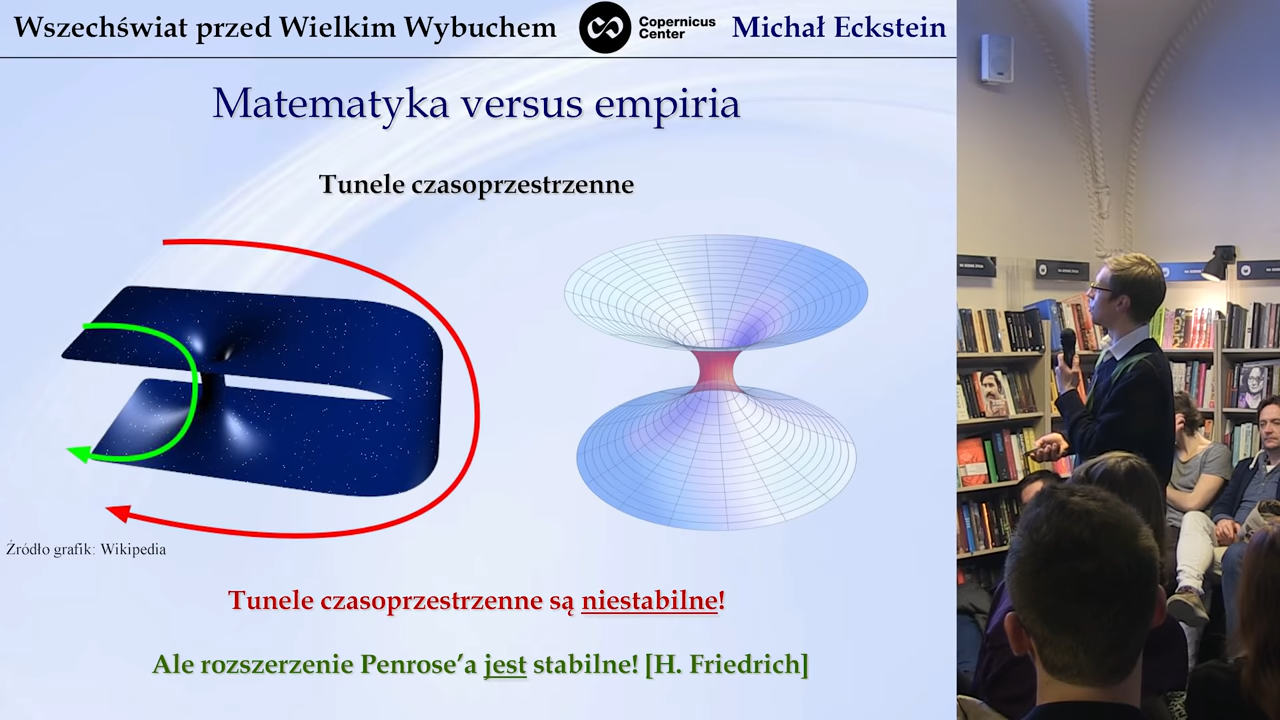 Wszechświat przed Wielkim Wybuchem
Copernicus
Center
Michał Eckstein
Matematyka versus empiria
Tunele czasoprzestrzenne
Źródło grafik: Wikipedia
Tunele czasoprzestrzenne są niestabilne!
Ale rozszerzenie Penrose’a jest stabilne! [H. Friedrich]